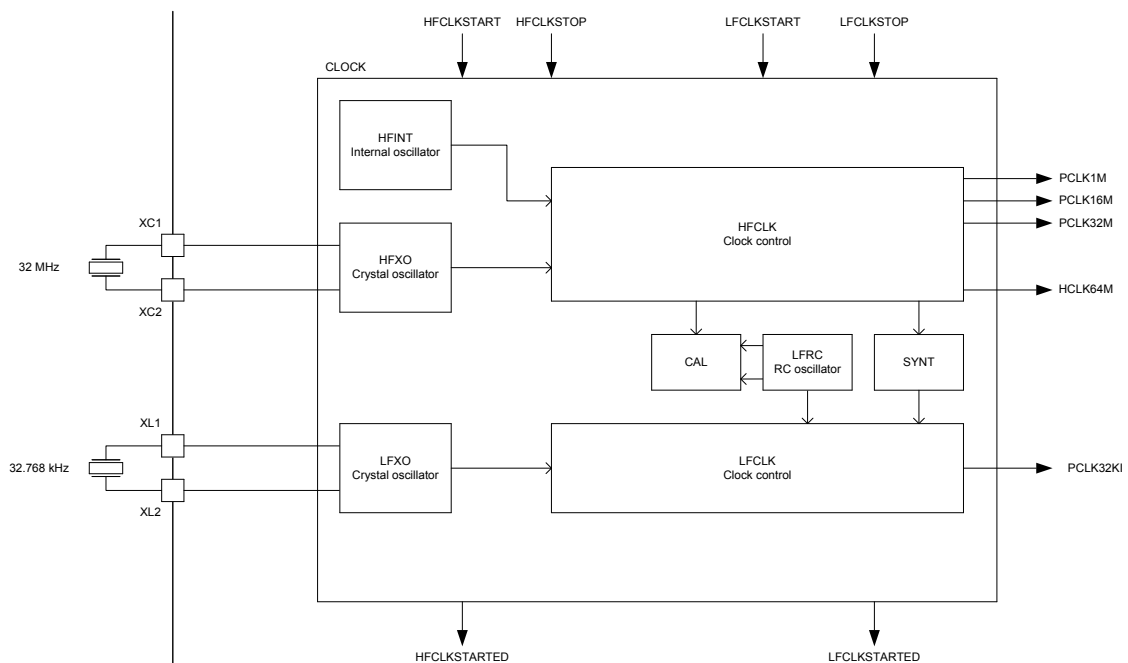 HFCLKSTART HFCLKSTOP LFCLKSTART LFCLKSTOP
CLOCK
HFINT
Internal oscillator
PCLK1M
PCLK16M
PCLK32M
XC1
HFCLK
Clock control
HFXO
Crystal oscillator
32 MHz
HCLK64M
XC2
CAL
LFRC
RC oscillator
SYNT
XL1
LFXO
Crystal oscillator
LFCLK
Clock control
32.768 kHz
PCLK32KI
XL2
HFCLKSTARTED LFCLKSTARTED